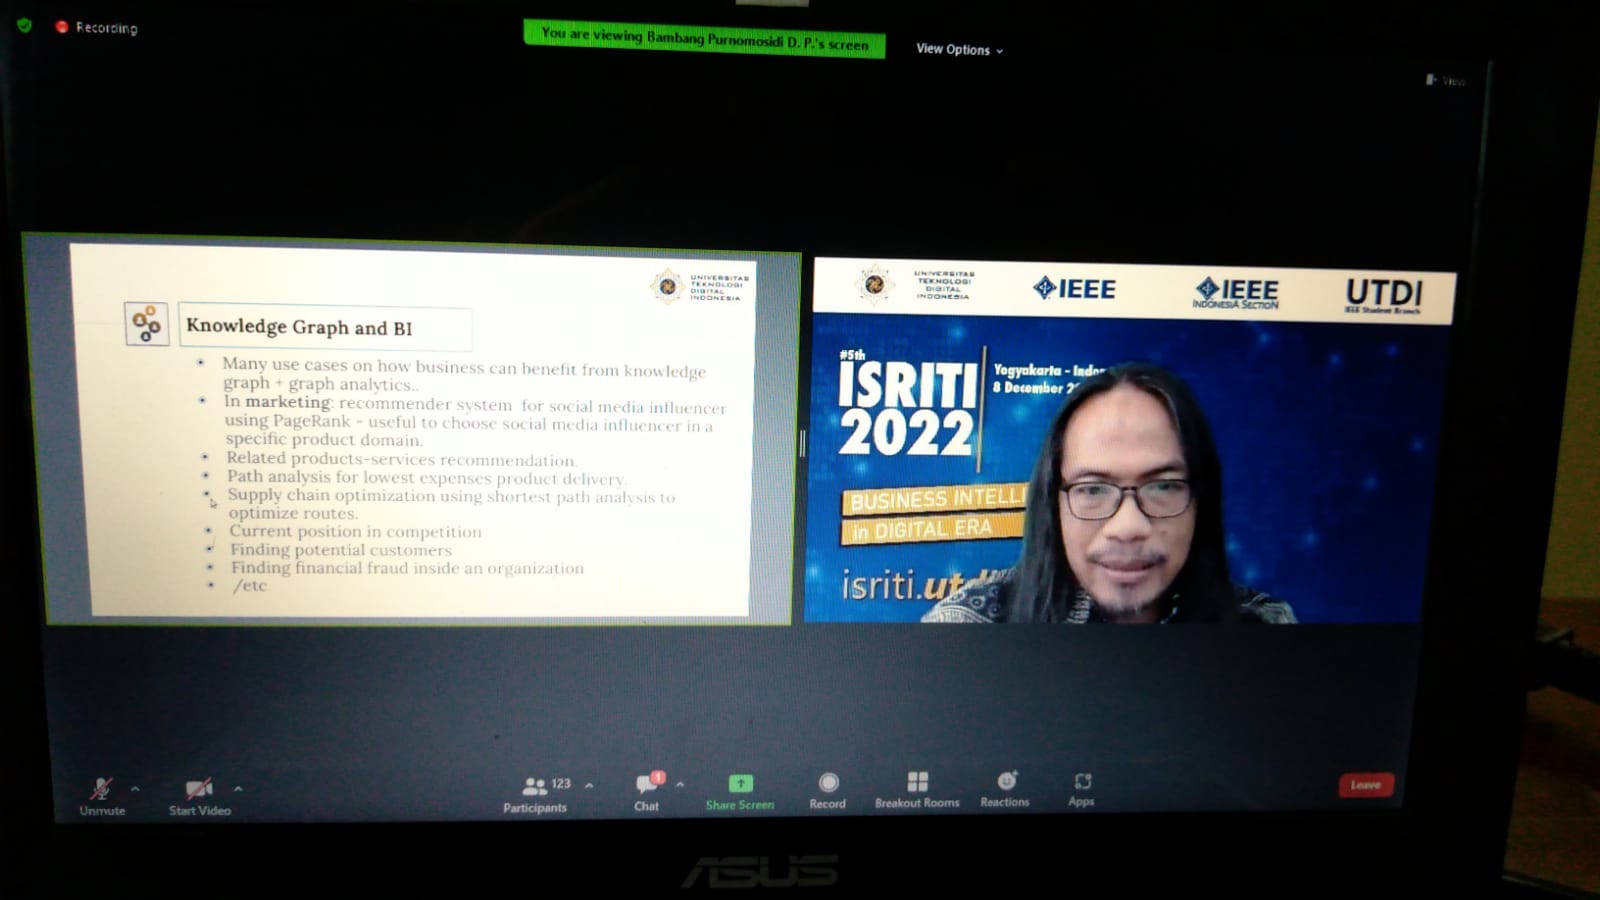 Recording
You are viewing Bambang Purnomosidi D. P.'s screen
View Options
View
UNIVERSITAS
TEKNOLOGI
DIGITAL
INDONESIA
Knowledge Graph and BI
Many use cases on how business can benefit from knowledge
graph + graph analytics..
In marketing: recommender system for social media influencer
using PageRank - useful to choose social media influencer in a
specific product domain.
Related products-services recommendation.
Path analysis for lowest expenses product delivery.
Supply chain optimization using shortest path analysis to
optimize routes.
Current position in competition
Finding potential customers
Finding financial fraud inside an organization
/etc
UNIVERSITAS
TEKNOLOGI
DIGITAL
INDONESIA
IEEE
IEEE
INDONESIA SECTION
UTDI
IEEE Student Branch
#5th
ISRITI
2022
Yogyakarta - Indo
8 December 2
BUSINESS INTELLI
in DIGITAL ERA
isriti.ut
Unmute
Start Video
123
Participants
1
Chat
Share Screen
Record
Breakout Rooms
Reactions
Apps
Leave
ASUS